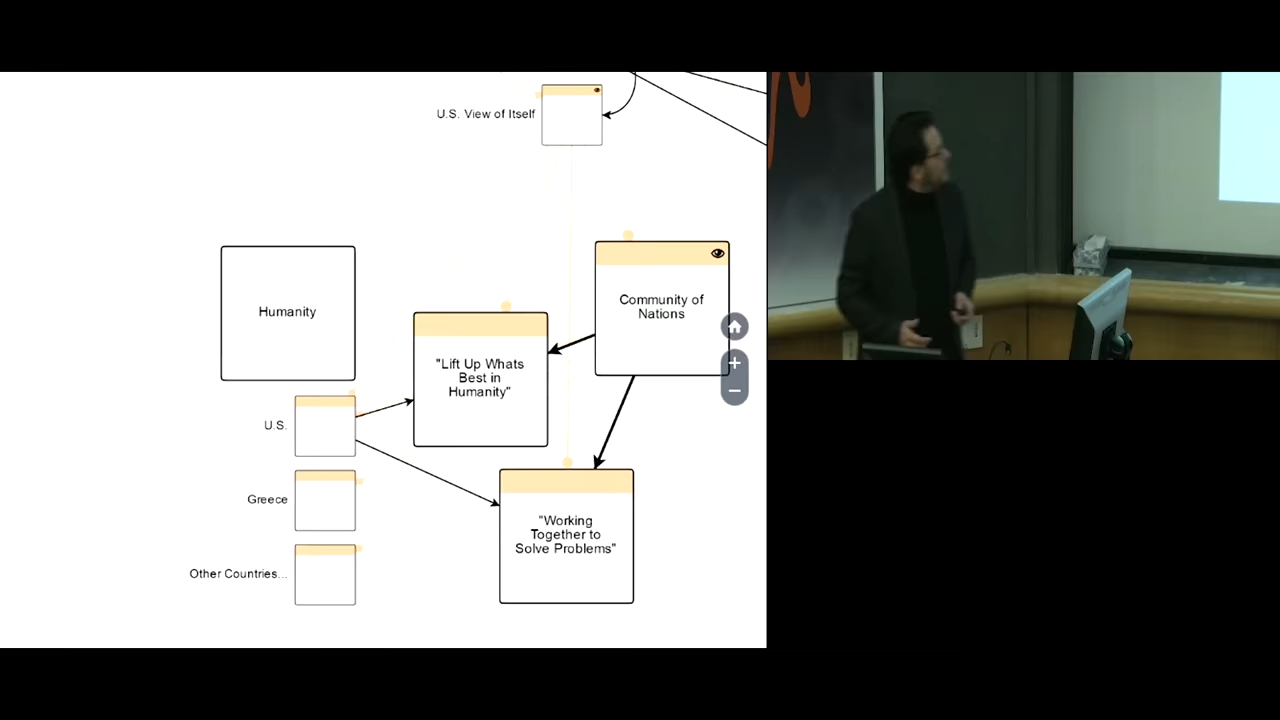 U.S. View of Itself
Humanity
Community of
Nations
"Lift Up Whats
Best in
Humanity"
U.S.
Greece
"Working
Together to
Solve Problems"
Other Countries...